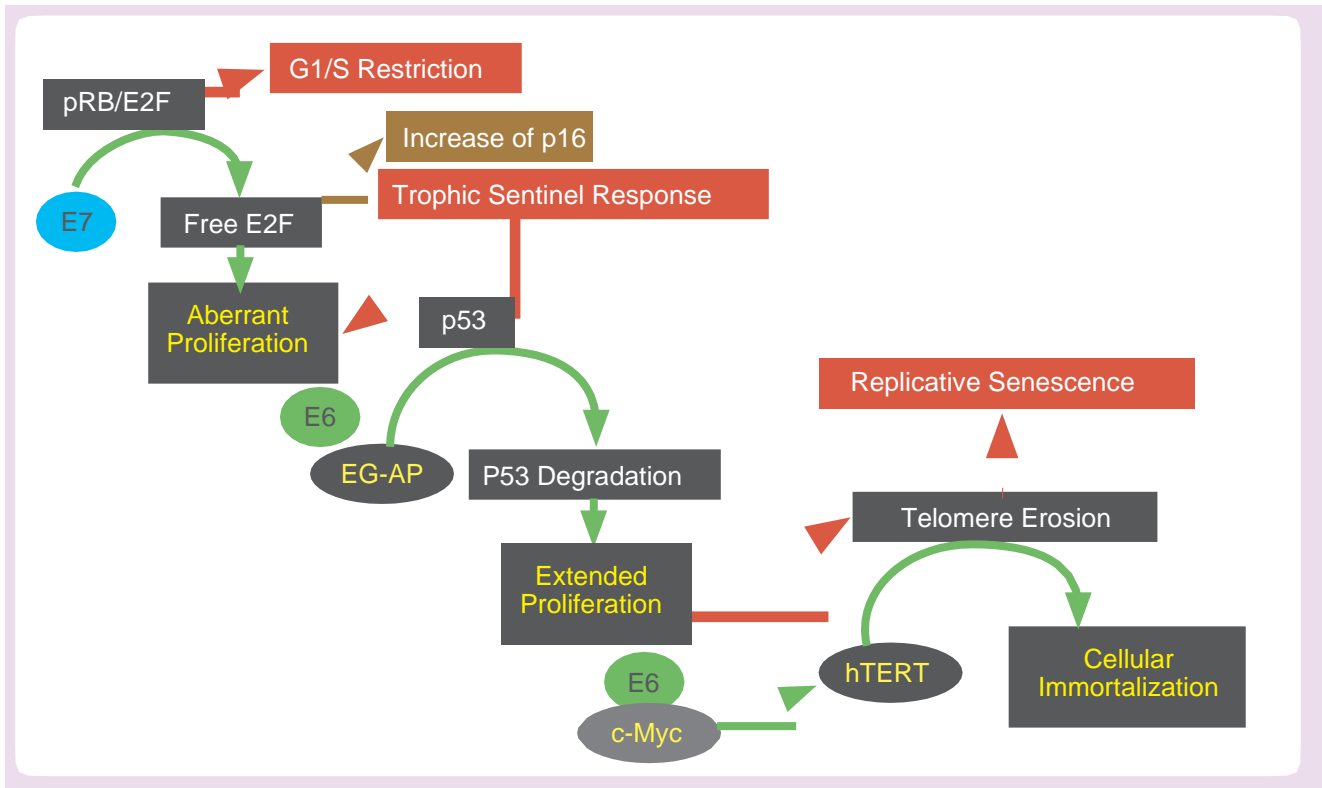 G1/S Restriction
pRB/E2F
Increase of p16
Trophic Sentinel Response
E7
Free E2F
Aberrant
Proliferation
p53
E6
EG-AP
P53 Degradation
Replicative Senescence
Telomere Erosion
Extended
Proliferation
E6
c-Myc
hTERT
Cellular
Immortalization